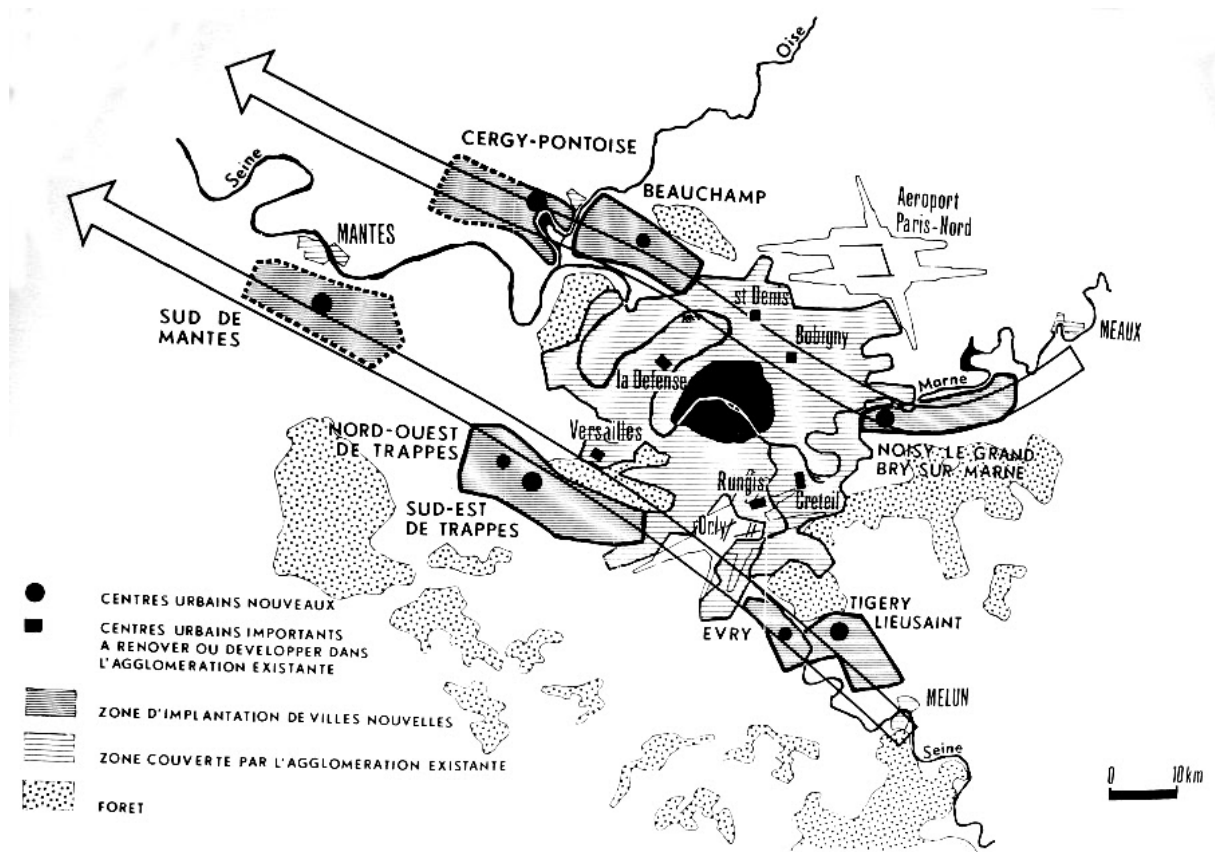 Oise
CERGY-PONTOISE
Seine
BEAUCHAMP
Aeroport
Paris-Nord
MANTES
St Denis
SUD DE
MANTES
Bobigny
MEAUX
la Defense
Marne
NORD-OUEST
DE TRAPPES
Versailles
NOISY-LE GRAND
BRY SUR MARNE
Rungis
Creteil
SUD-EST
DE TRAPPES
Orly
TIGERY
LIEUSAINT
EVRY
MELUN
Seine
CENTRES URBAINS NOUVEAUX
CENTRES URBAINS IMPORTANTS
A RENOVER OU DEVELOPPER DANS
L'AGGLOMERATION EXISTANTE
ZONE D'IMPLANTATION DE VILLES NOUVELLES
ZONE COUVERTE PAR L'AGGLOMERATION EXISTANTE
FORET
0 10 km